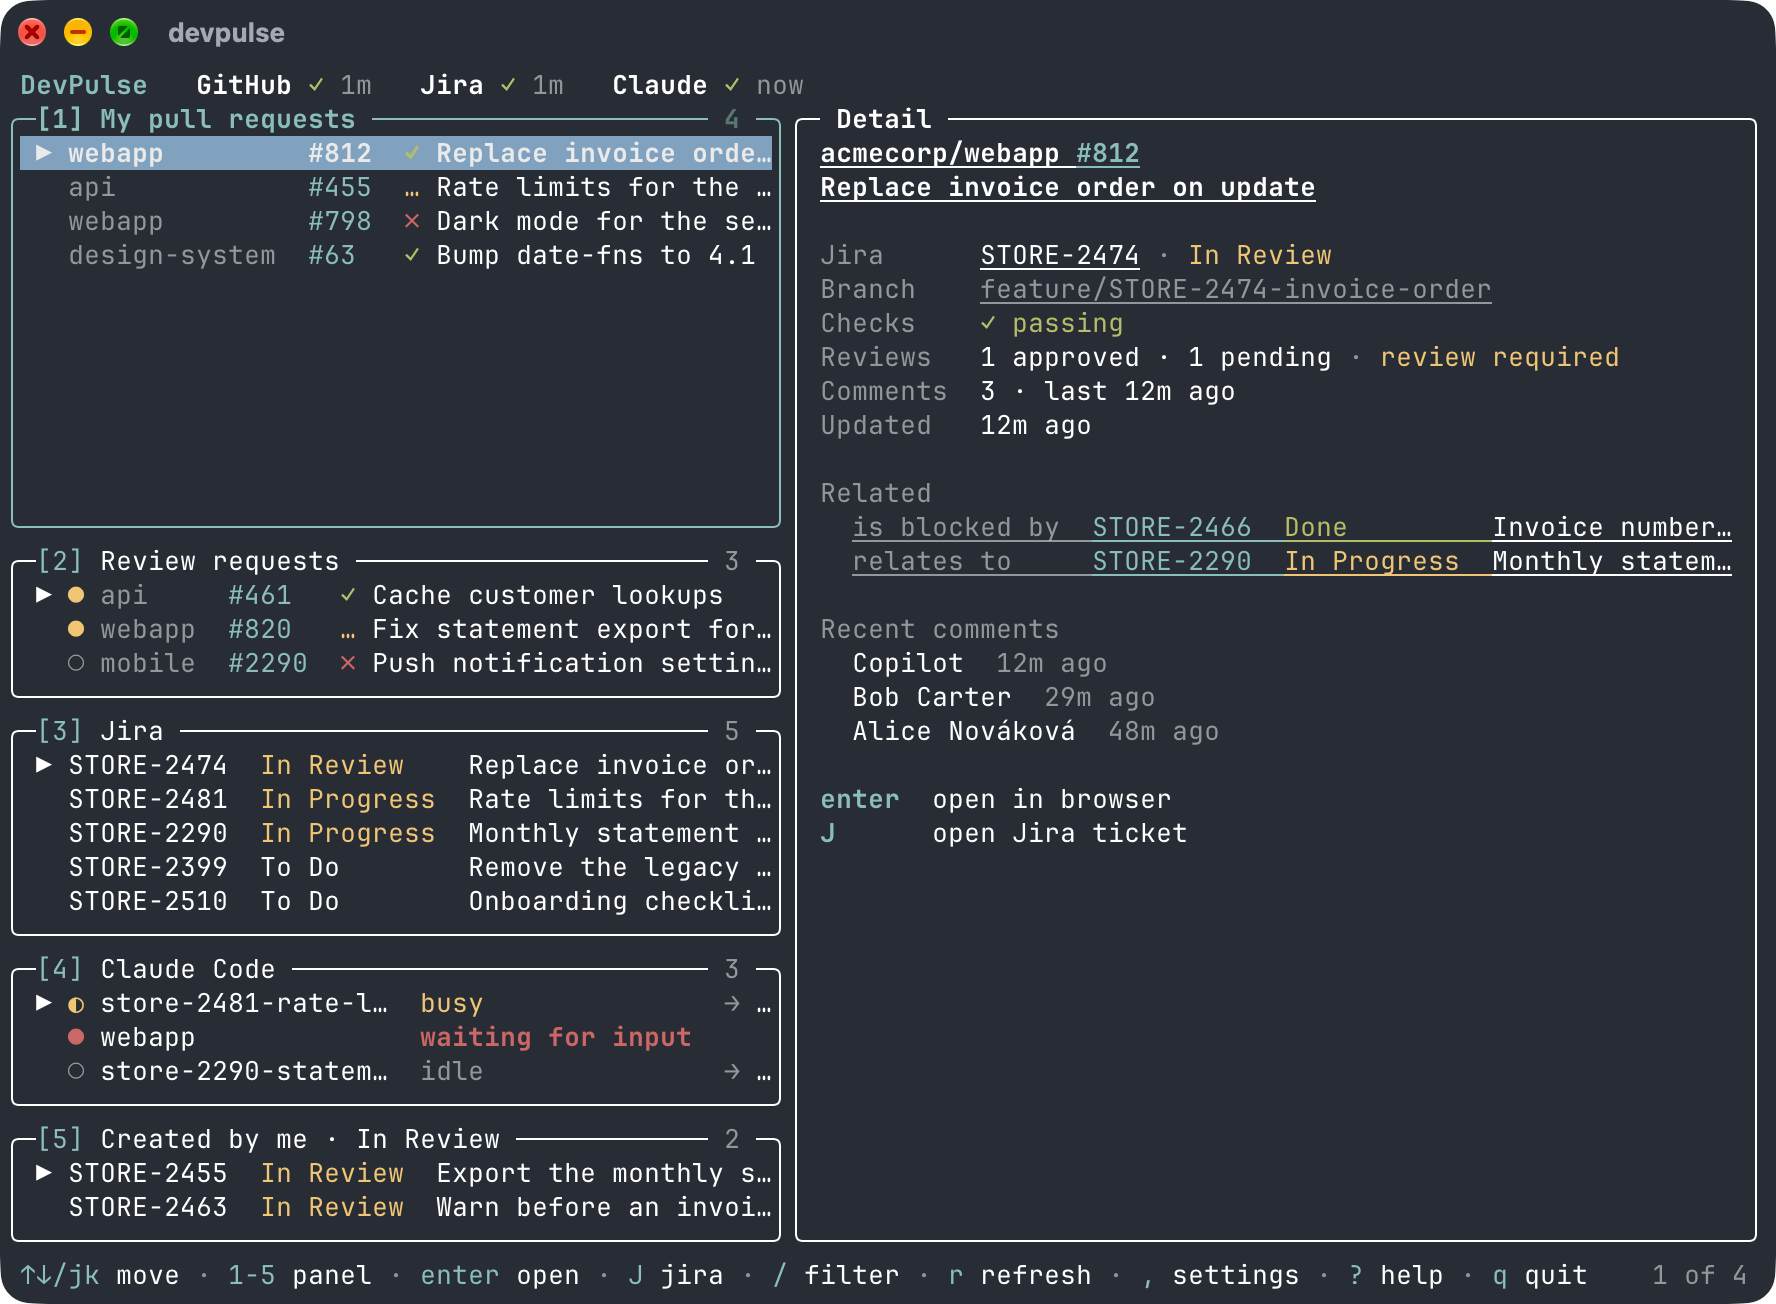 devpulse
DevPulse GitHub ✓ 1m Jira ✓ 1m Claude ✓ now
[1] My pull requests 4
▶ webapp #812 ✓ Replace invoice orde…
api #455 … Rate limits for the …
webapp #798 ✕ Dark mode for the se…
design-system #63 ✓ Bump date-fns to 4.1
[2] Review requests 3
▶ ● api #461 ✓ Cache customer lookups
● webapp #820 … Fix statement export for…
○ mobile #2290 ✕ Push notification settin…
[3] Jira 5
▶ STORE-2474 In Review Replace invoice or…
STORE-2481 In Progress Rate limits for th…
STORE-2290 In Progress Monthly statement …
STORE-2399 To Do Remove the legacy …
STORE-2510 To Do Onboarding checkli…
[4] Claude Code 3
▶ ◐ store-2481-rate-l… busy → …
● webapp waiting for input
○ store-2290-statem… idle → …
[5] Created by me · In Review 2
▶ STORE-2455 In Review Export the monthly s…
STORE-2463 In Review Warn before an invoi…
Detail
acmecorp/webapp #812
Replace invoice order on update
Jira STORE-2474 · In Review
Branch feature/STORE-2474-invoice-order
Checks ✓ passing
Reviews 1 approved · 1 pending · review required
Comments 3 · last 12m ago
Updated 12m ago
Related
is blocked by STORE-2466 Done Invoice number…
relates to STORE-2290 In Progress Monthly statem…
Recent comments
Copilot 12m ago
Bob Carter 29m ago
Alice Nováková 48m ago
enter open in browser
J open Jira ticket
↑↓/jk move · 1-5 panel · enter open · J jira · / filter · r refresh · , settings · ? help · q quit 1 of 4